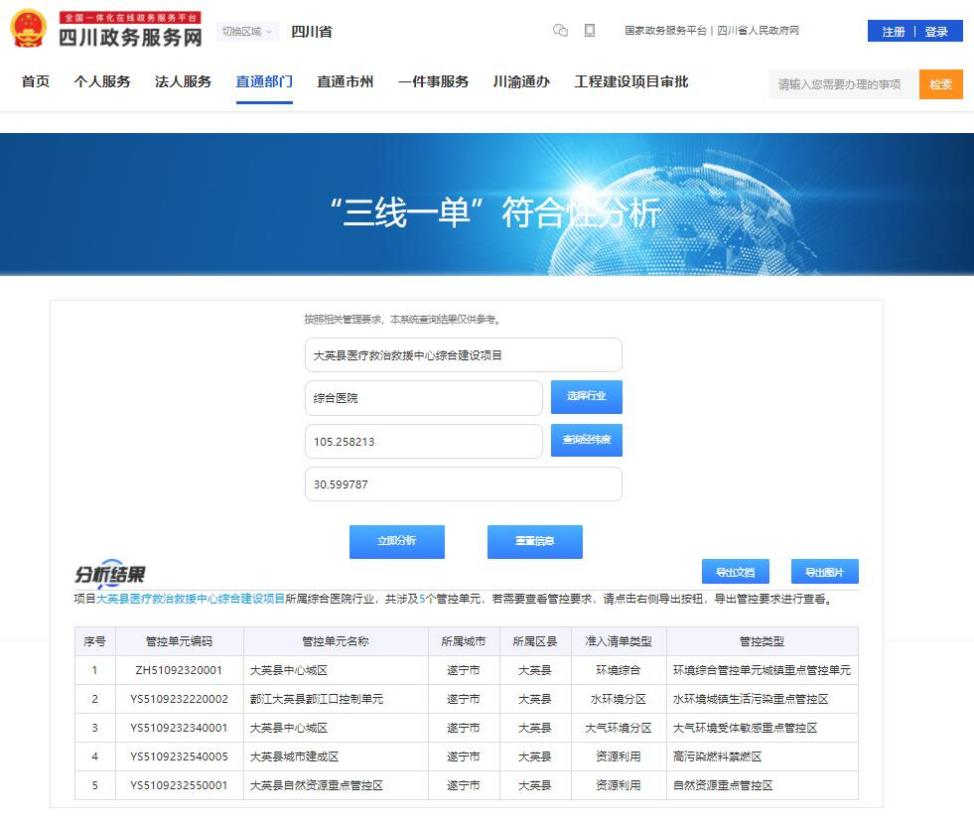 全国一体化在线政务服务平台
四川政务服务网
切换区域
四川省
国家政务服务平台 | 四川省人民政府网
注册 | 登录
首页 个人服务 法人服务 直通部门 直通市州 一件事服务 川渝通办 工程建设项目审批
请输入您需要办理的事项
检索
“三线一单”符合性分析
按照相关管理要求，本系统查询结果仅供参考。
大英县医疗救治救援中心综合建设项目
综合医院
选择行业
105.258213
查询经纬度
30.599787
立即分析
重置信息
分析结果
导出文档
导出图片
项目大英县医疗救治救援中心综合建设项目所属综合医院行业，共涉及5个管控单元，若需要查看管控要求，请点击右侧导出按钮，导出管控要求进行查看。
序号 管控单元编码 管控单元名称 所属城市 所属区县 准入清单类型 管控类型
1 ZH51092320001 大英县中心城区 遂宁市 大英县 环境综合 环境综合管控单元城镇重点管控单元
2 YS5109232220002 郪江大英县郪江口控制单元 遂宁市 大英县 水环境分区 水环境城镇生活污染重点管控区
3 YS5109232340001 大英县中心城区 遂宁市 大英县 大气环境分区 大气环境受体敏感重点管控区
4 YS5109232540005 大英县城市建成区 遂宁市 大英县 资源利用 高污染燃料禁燃区
5 YS5109232550001 大英县自然资源重点管控区 遂宁市 大英县 资源利用 自然资源重点管控区